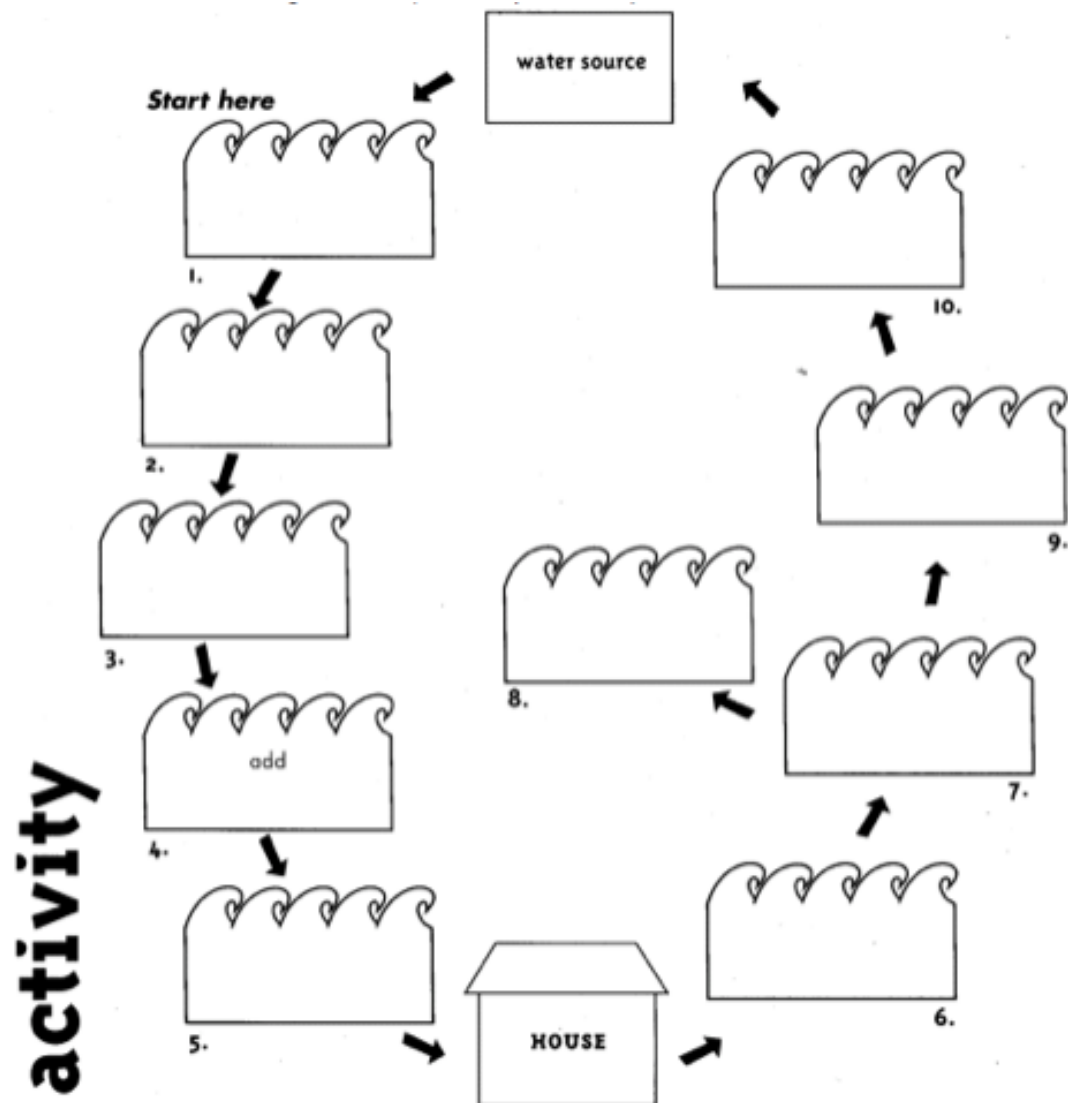 water source
Start here
1.
2.
3.
add
4.
5.
HOUSE
6.
7.
8.
9.
10.
activity